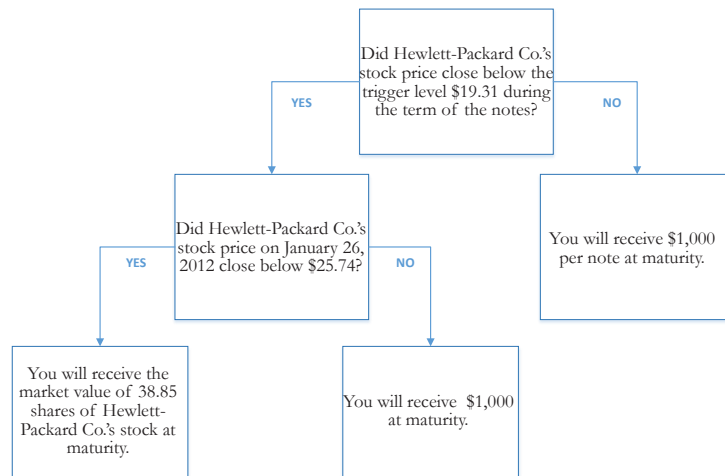 Did Hewlett-Packard Co.'s
stock price close below the
trigger level $19.31 during
the term of the notes?
YES
NO
Did Hewlett-Packard Co.'s
stock price on January 26,
2012 close below $25.74?
You will receive $1,000
per note at maturity.
YES
NO
You will receive the
market value of 38.85
shares of Hewlett-
Packard Co.'s stock at
maturity.
You will receive $1,000
at maturity.